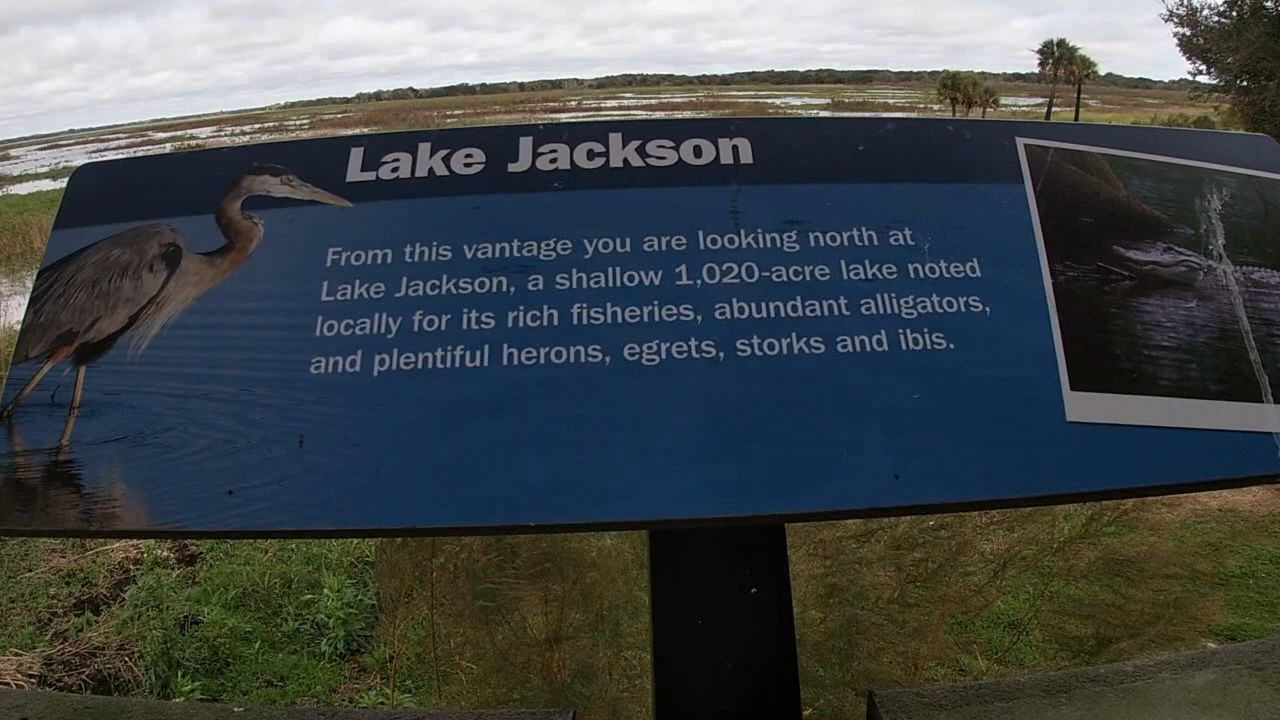 Lake Jackson
From this vantage you are looking north at
Lake Jackson, a shallow 1,020-acre lake noted
locally for its rich fisheries, abundant alligators,
and plentiful herons, egrets, storks and ibis.